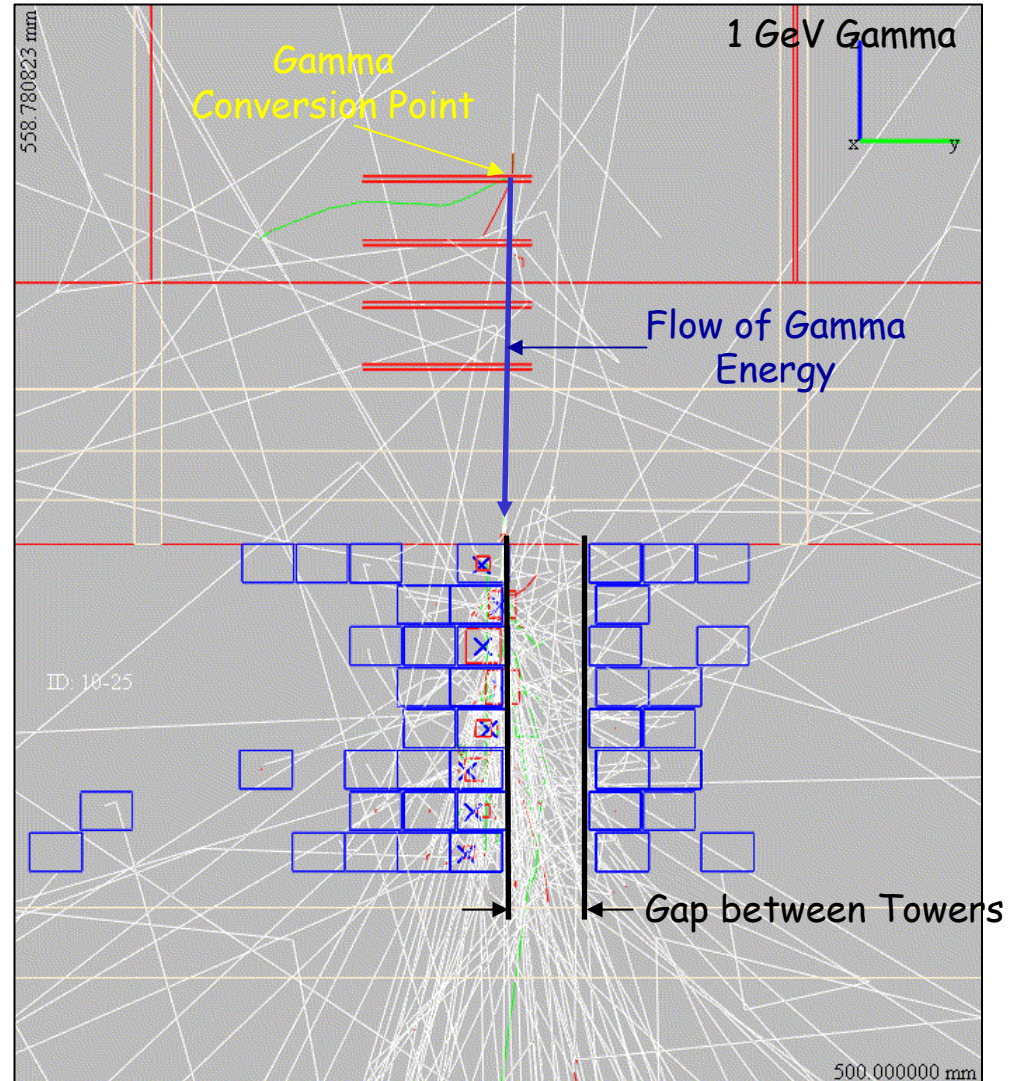 558.780823 mm
1 GeV Gamma
Gamma
Conversion Point
z
x
y
Flow of Gamma
Energy
ID: 10-25
Gap between Towers
500.000000 mm